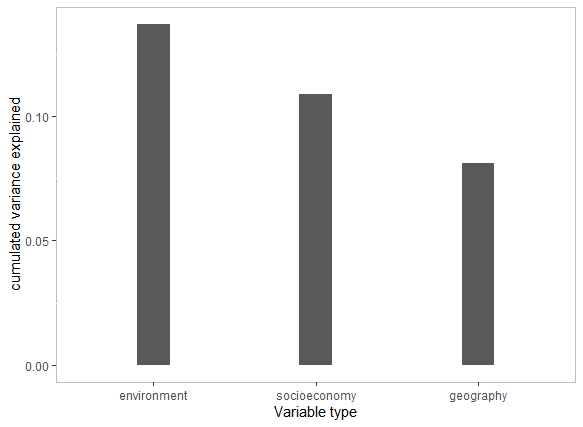 cumulated variance explained
0.10
0.05
0.00
environment
socioeconomy
geography
Variable type